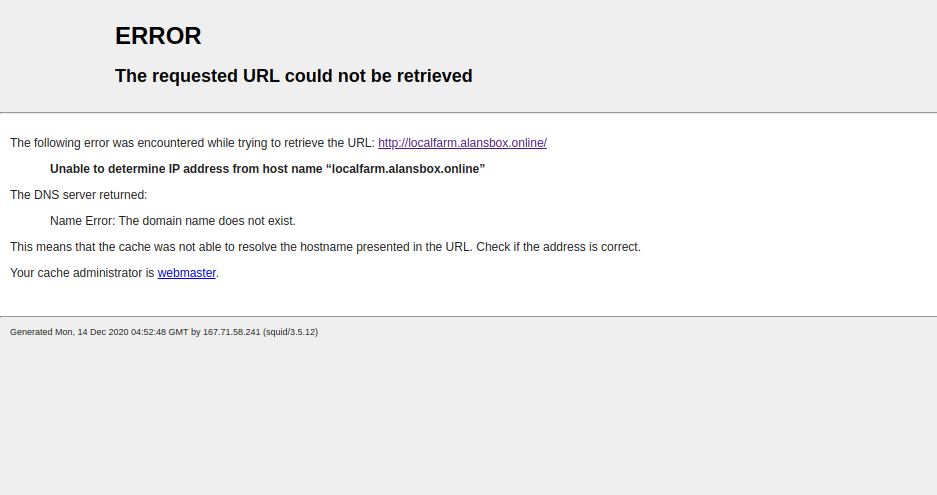 ERROR
The requested URL could not be retrieved
The following error was encountered while trying to retrieve the URL: http://localfarm.alansbox.online/
Unable to determine IP address from host name “localfarm.alansbox.online”
The DNS server returned:
Name Error: The domain name does not exist.
This means that the cache was not able to resolve the hostname presented in the URL. Check if the address is correct.
Your cache administrator is webmaster.
Generated Mon, 14 Dec 2020 04:52:48 GMT by 167.71.58.241 (squid/3.5.12)